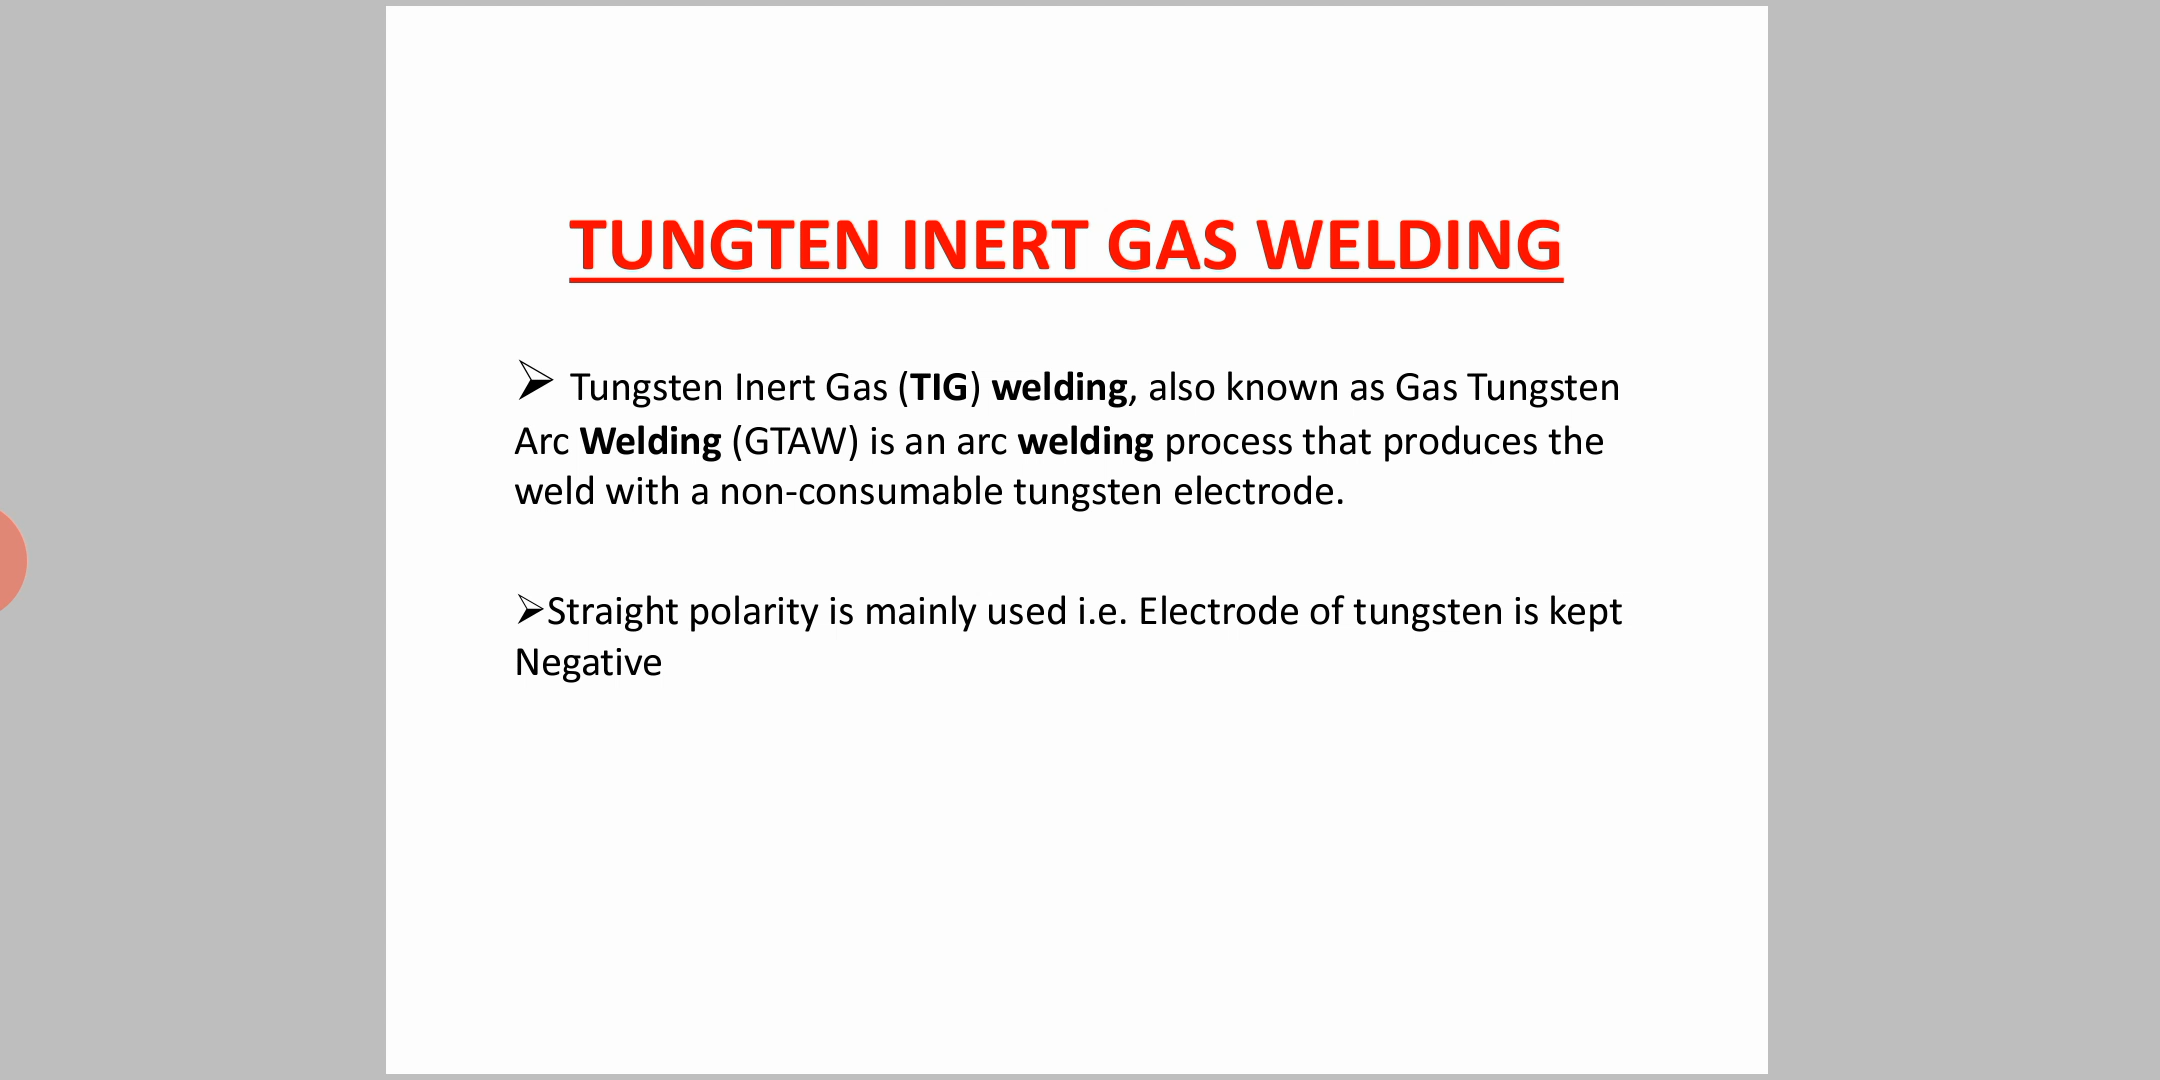 TUNGTEN INERT GAS WELDING
➢ Tungsten Inert Gas (TIG) welding, also known as Gas Tungsten
Arc Welding (GTAW) is an arc welding process that produces the
weld with a non-consumable tungsten electrode.
➢Straight polarity is mainly used i.e. Electrode of tungsten is kept
Negative